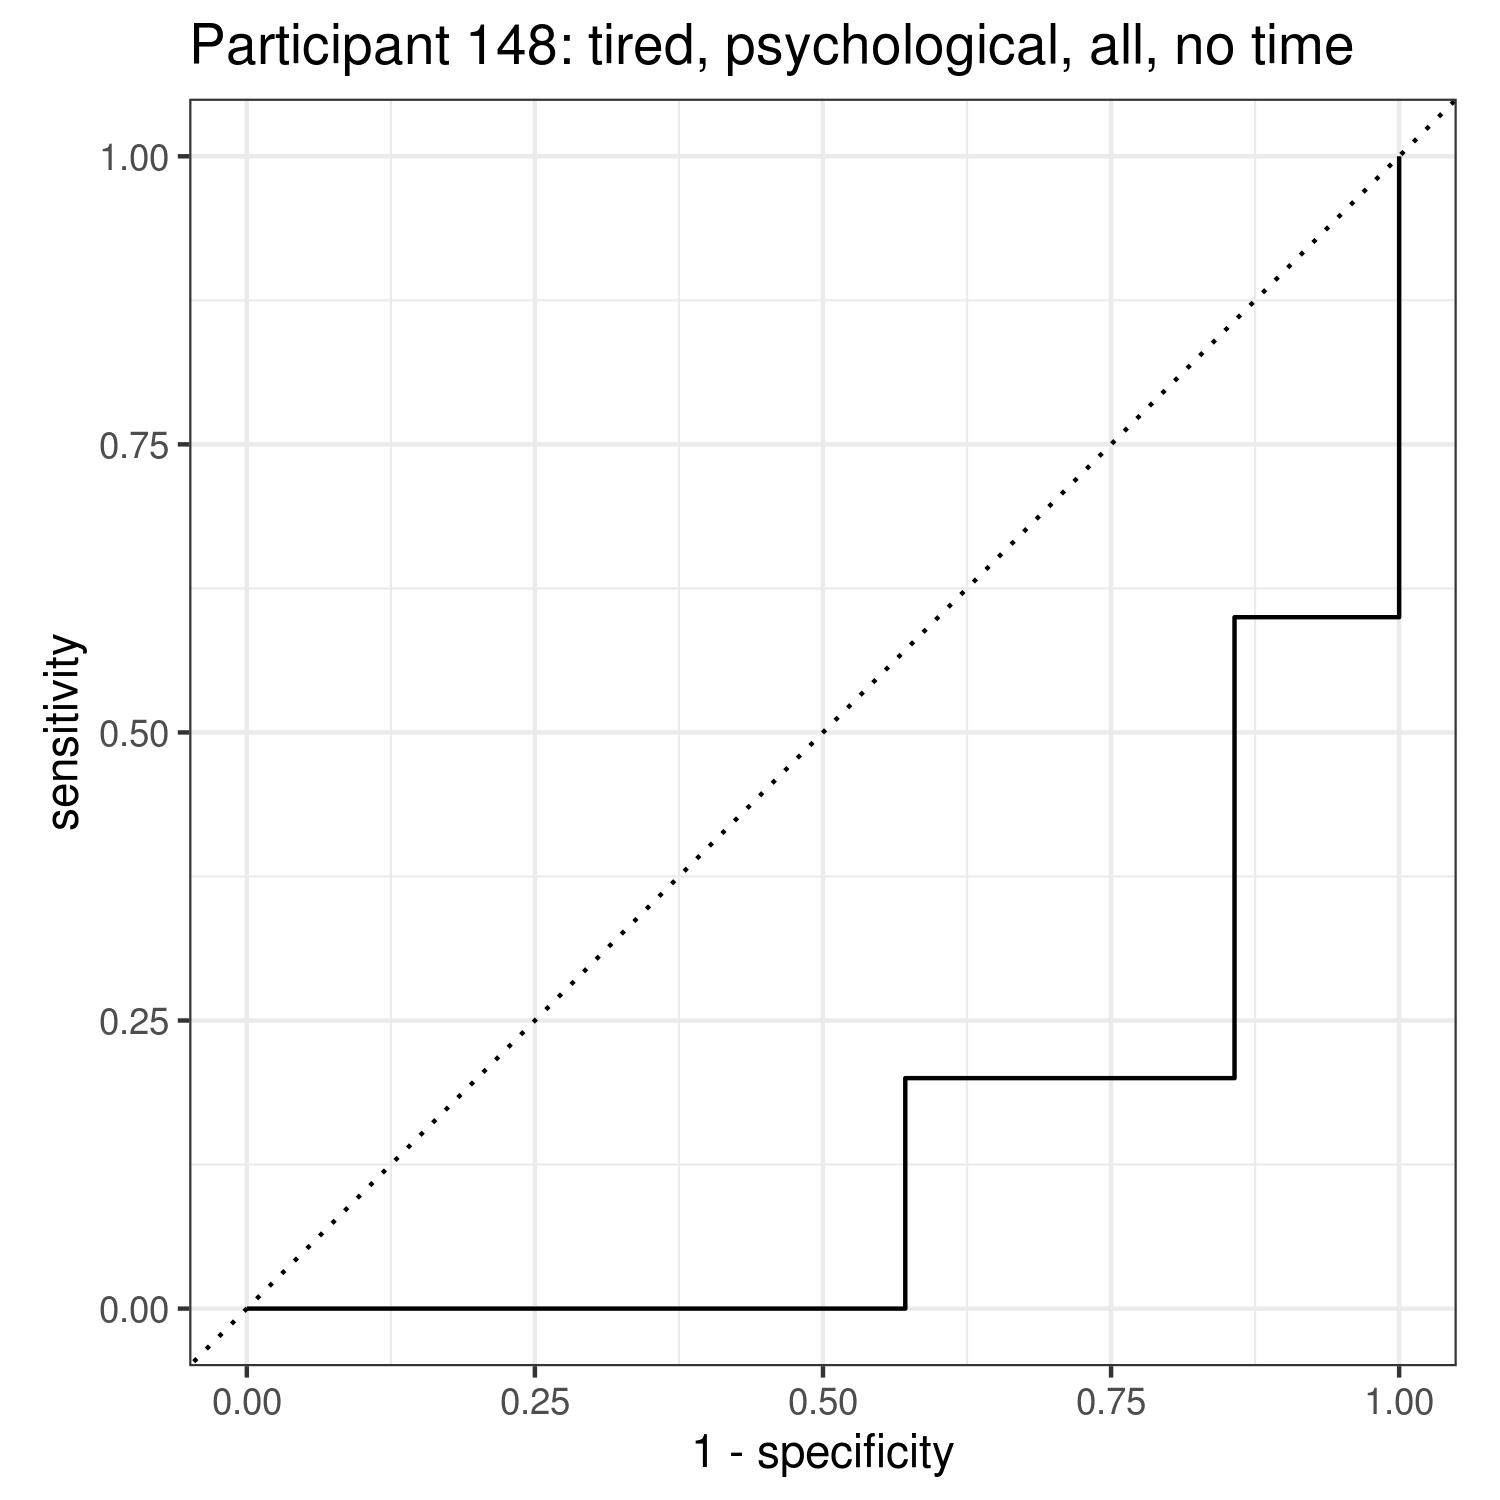 Participant 148: tired, psychological, all, no time
1.00
0.75
0.50
0.25
0.00
sensitivity
0.00 0.25 0.50 0.75 1.00
1 - specificity